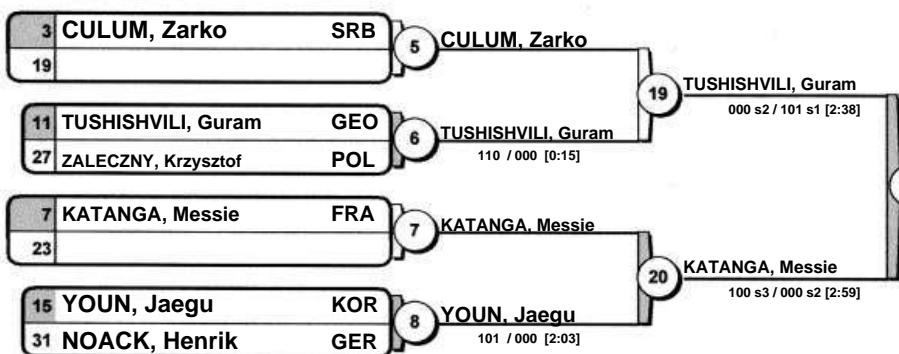 3 CULUM, Zarko SRB
19
5 CULUM, Zarko
19 TUSHISHVILI, Guram
000 s2 / 101 s1 [2:38]
11 TUSHISHVILI, Guram GEO
27 ZALECZNY, Krzysztof POL
6 TUSHISHVILI, Guram
110 / 000 [0:15]
7 KATANGA, Messie FRA
23
7 KATANGA, Messie
20 KATANGA, Messie
100 s3 / 000 s2 [2:59]
15 YOUN, Jaegu KOR
31 NOACK, Henrik GER
8 YOUN, Jaegu
101 / 000 [2:03]